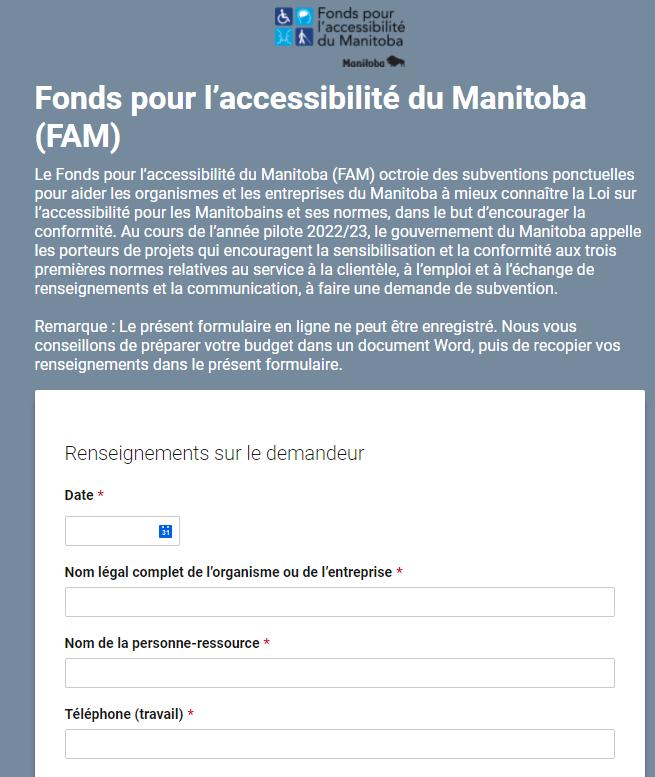 Fonds pour
l'accessibilité
du Manitoba
Manitoba
Fonds pour l’accessibilité du Manitoba
(FAM)
Le Fonds pour l’accessibilité du Manitoba (FAM) octroie des subventions ponctuelles
pour aider les organismes et les entreprises du Manitoba à mieux connaître la Loi sur
l’accessibilité pour les Manitobains et ses normes, dans le but d’encourager la
conformité. Au cours de l’année pilote 2022/23, le gouvernement du Manitoba appelle
les porteurs de projets qui encouragent la sensibilisation et la conformité aux trois
premières normes relatives au service à la clientèle, à l’emploi et à l’échange de
renseignements et la communication, à faire une demande de subvention.
Remarque : Le présent formulaire en ligne ne peut être enregistré. Nous vous
conseillons de préparer votre budget dans un document Word, puis de recopier vos
renseignements dans le présent formulaire.
Renseignements sur le demandeur
Date *
31
Nom légal complet de l’organisme ou de l’entreprise *
Nom de la personne-ressource *
Téléphone (travail) *